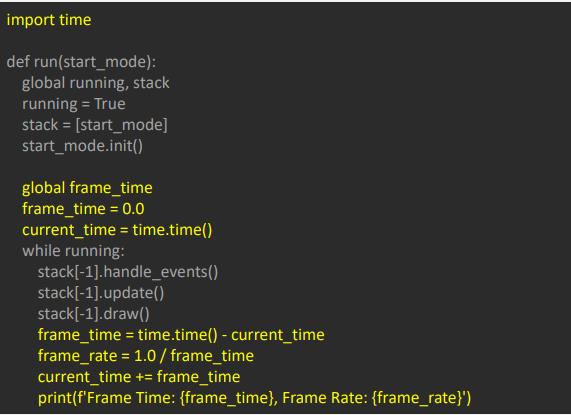 import time
def run(start_mode):
global running, stack
running = True
stack = [start_mode]
start_mode.init()
global frame_time
frame_time = 0.0
current_time = time.time()
while running:
stack[-1].handle_events()
stack[-1].update()
stack[-1].draw()
frame_time = time.time() - current_time
frame_rate = 1.0 / frame_time
current_time += frame_time
print(f'Frame Time: {frame_time}, Frame Rate: {frame_rate}')